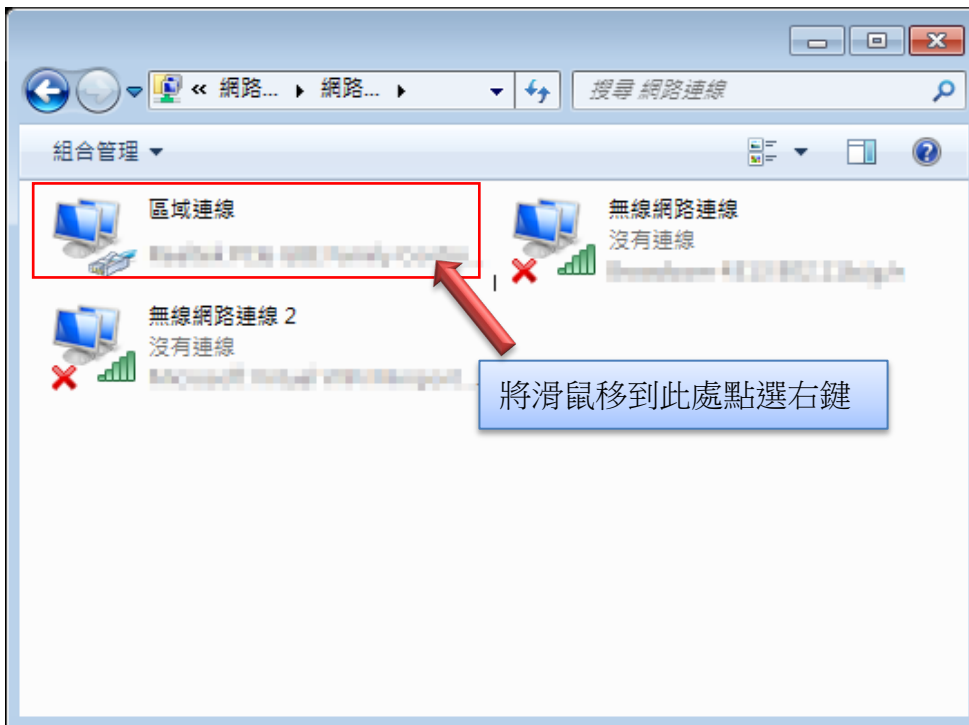 « 網路... ▸ 網路... ▸
搜尋 網路連線
組合管理
區域連線
無線網路連線
沒有連線
無線網路連線 2
沒有連線
將滑鼠移到此處點選右鍵